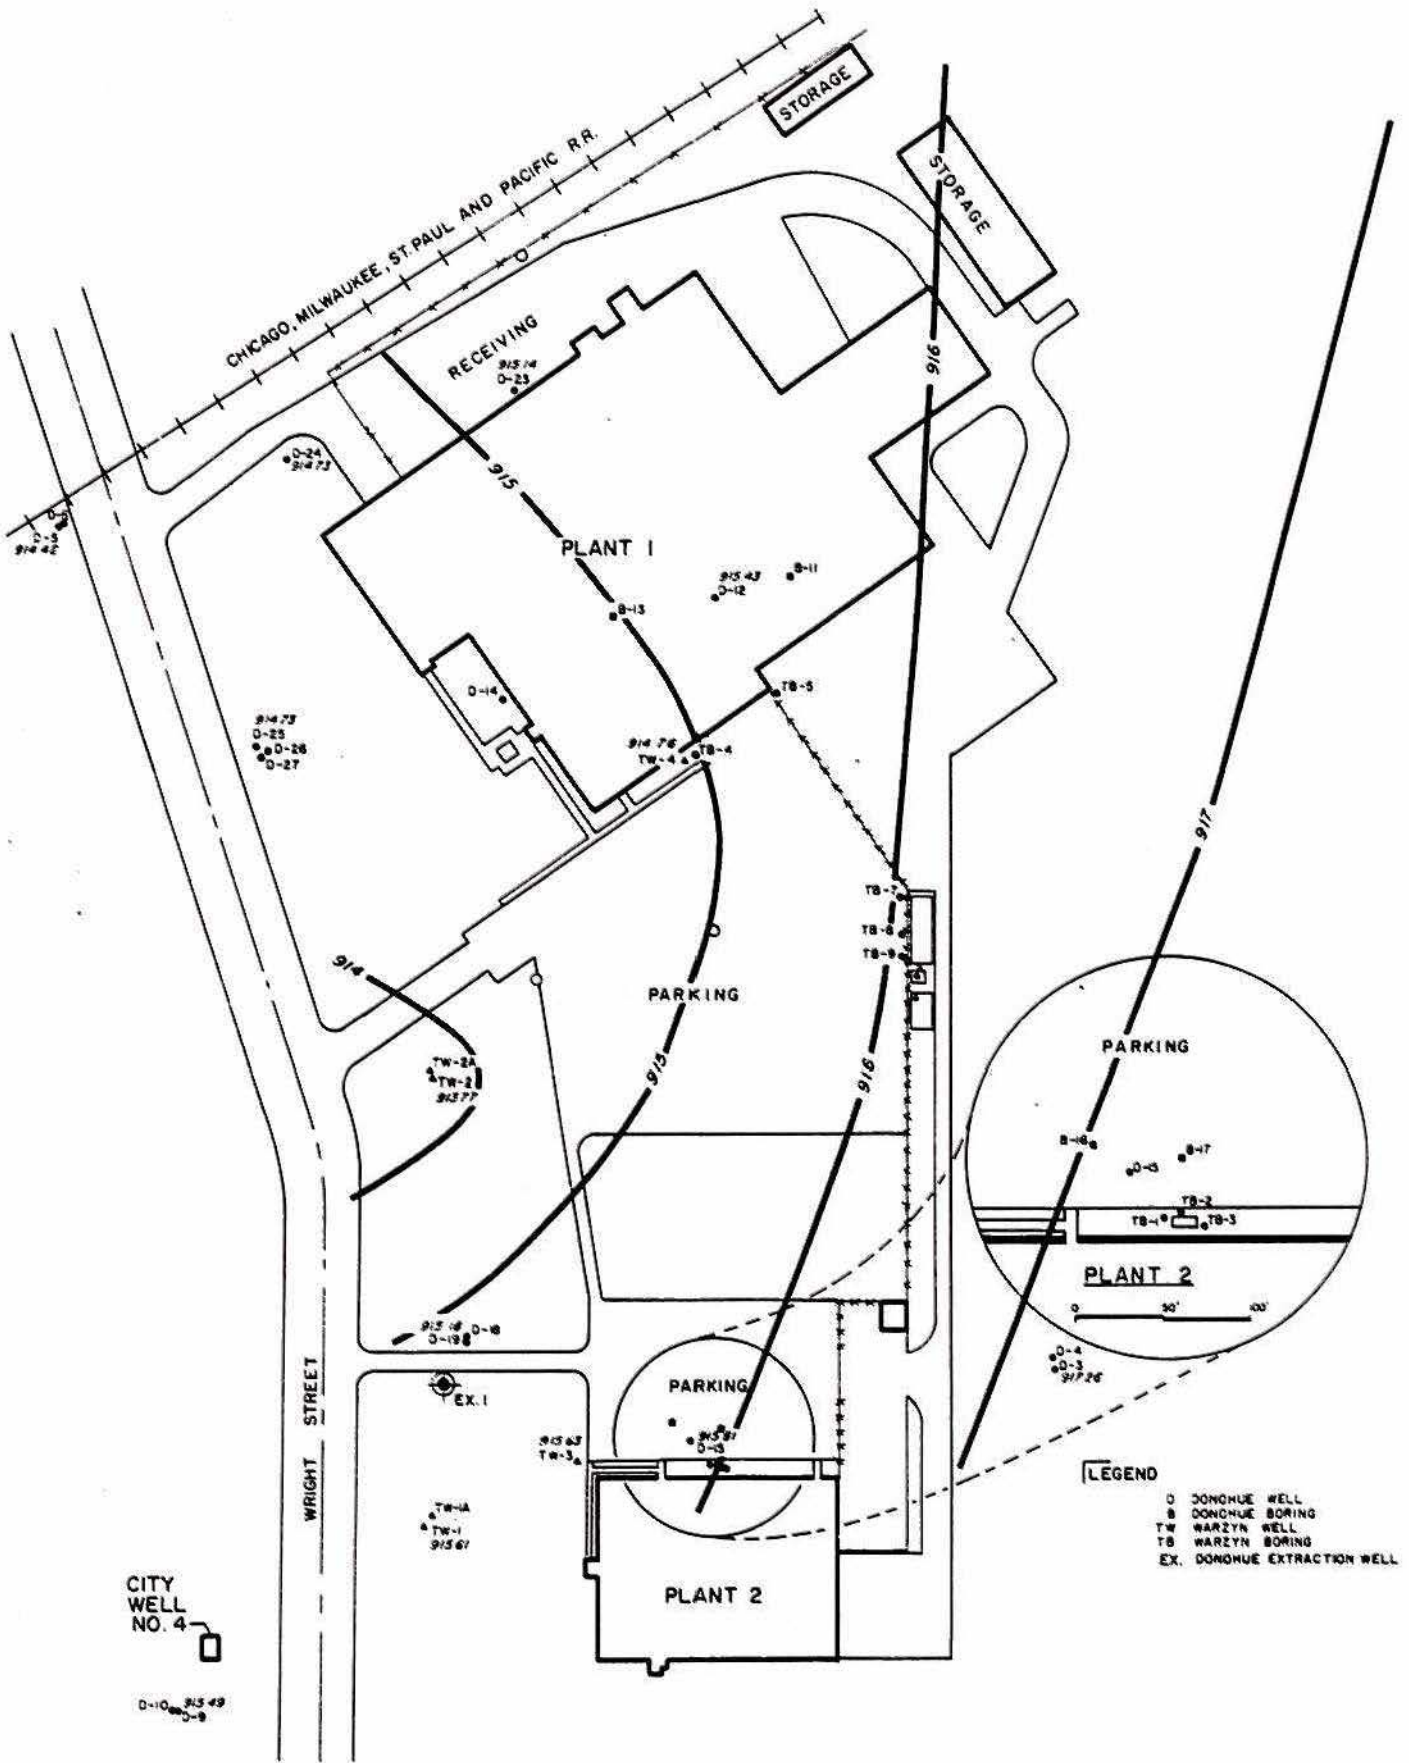 STORAGE
STORAGE
CHICAGO, MILWAUKEE, ST. PAUL AND PACIFIC R.R.
RECEIVING
915.14
D-23
916
D-24
914.73
915
D-5
914.42
PLANT 1
915.43
D-12
B-11
B-13
D-14
TB-5
914.73
D-25
D-26
D-27
914.76
TW-4
TB-4
917
TB-7
TB-8
TB-9
914
PARKING
PARKING
TW-2A
TW-2
913.77
915
916
B-16
B-17
D-15
TB-2
TB-1
TB-3
PLANT 2
0 50' 100'
915.18
D-19
D-18
D-4
D-3
917.26
EX. 1
PARKING
915.81
D-15
915.63
TW-3
WRIGHT STREET
TW-1A
TW-1
915.61
LEGEND
D DONOHUE WELL
B DONOHUE BORING
TW WARZYN WELL
TB WARZYN BORING
EX. DONOHUE EXTRACTION WELL
PLANT 2
CITY
WELL
NO. 4
D-10
915.49
D-9